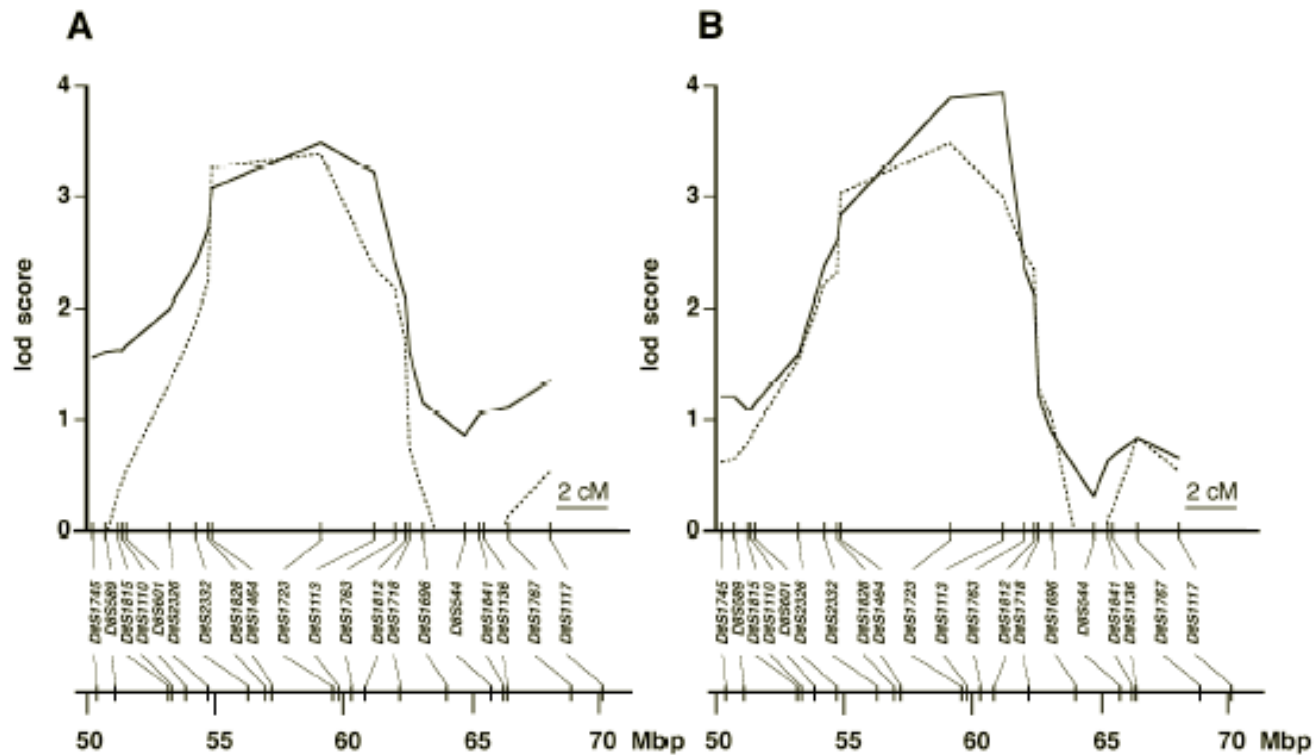 A
4
3
2
1
0
lod score
2 cM
D8S1745
D8S589
D8S1815
D8S1110
D8S601
D8S2326
D8S2332
D8S1828
D8S1464
D8S1723
D8S1113
D8S1763
D8S1812
D8S1718
D8S1696
D8S544
D8S1841
D8S1136
D8S1767
D8S1117
50 55 60 65 70 Mbp
B
4
3
2
1
0
lod score
2 cM
D8S1745
D8S589
D8S1815
D8S1110
D8S601
D8S2326
D8S2332
D8S1828
D8S1464
D8S1723
D8S1113
D8S1763
D8S1812
D8S1718
D8S1696
D8S544
D8S1841
D8S1136
D8S1767
D8S1117
50 55 60 65 70 Mbp